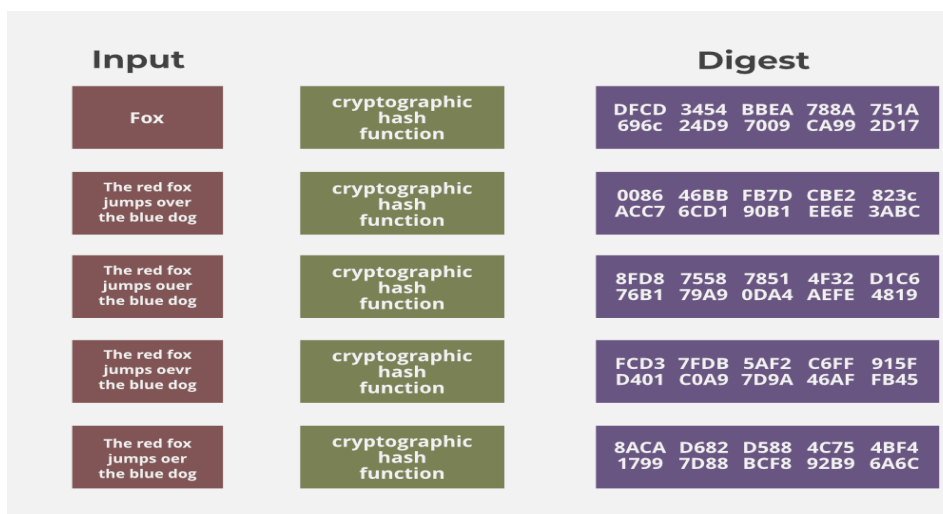 Input
Digest
Fox
cryptographic
hash
function
DFCD 3454 BBEA 788A 751A
696c 24D9 7009 CA99 2D17
The red fox
jumps over
the blue dog
cryptographic
hash
function
0086 46BB FB7D CBE2 823c
ACC7 6CD1 90B1 EE6E 3ABC
The red fox
jumps ouer
the blue dog
cryptographic
hash
function
8FD8 7558 7851 4F32 D1C6
76B1 79A9 0DA4 AEFE 4819
The red fox
jumps oevr
the blue dog
cryptographic
hash
function
FCD3 7FDB 5AF2 C6FF 915F
D401 C0A9 7D9A 46AF FB45
The red fox
jumps oer
the blue dog
cryptographic
hash
function
8ACA D682 D588 4C75 4BF4
1799 7D88 BCF8 92B9 6A6C